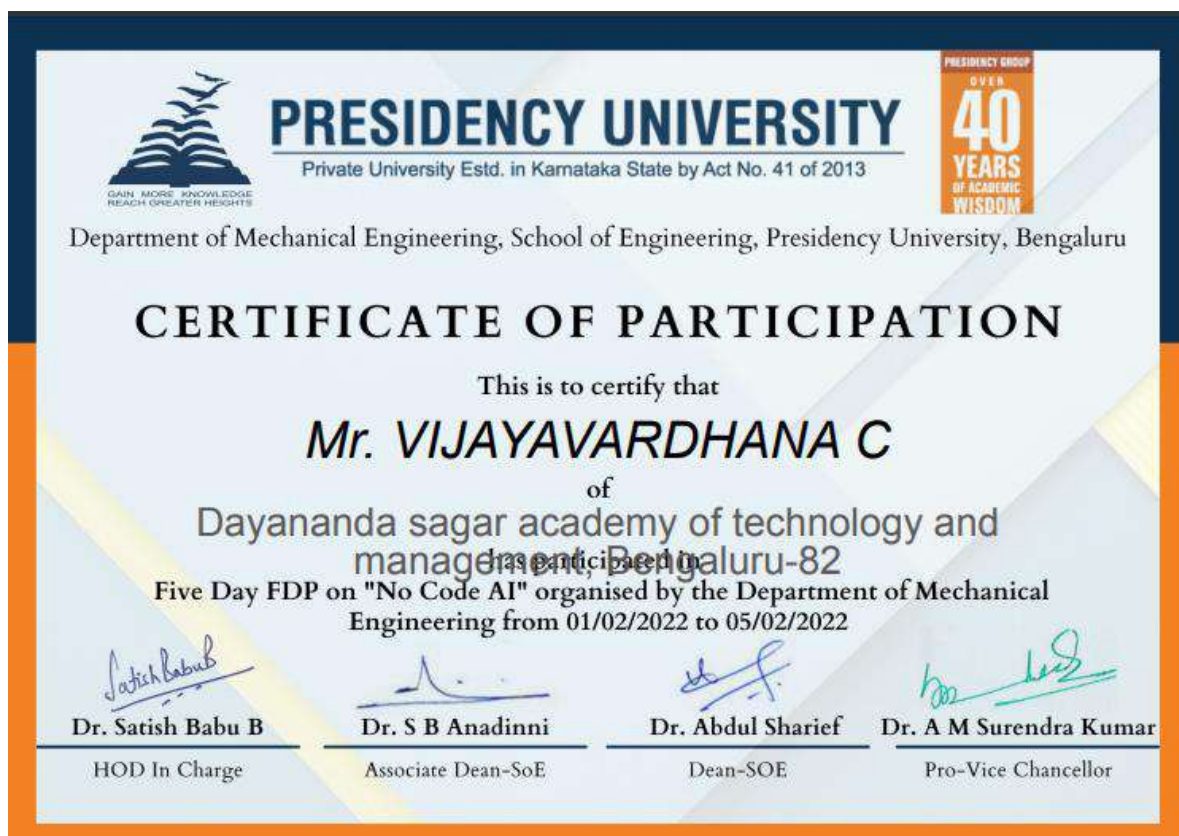 PRESIDENCY UNIVERSITY
Private University Estd. in Karnataka State by Act No. 41 of 2013
GAIN MORE KNOWLEDGE
REACH GREATER HEIGHTS
PRESIDENCY GROUP
OVER
40
YEARS
OF ACADEMIC
WISDOM
Department of Mechanical Engineering, School of Engineering, Presidency University, Bengaluru
CERTIFICATE OF PARTICIPATION
This is to certify that
Mr. VIJAYAVARDHANA C
of
Dayananda sagar academy of technology and
management, Bengaluru-82
has participated in
Five Day FDP on "No Code AI" organised by the Department of Mechanical
Engineering from 01/02/2022 to 05/02/2022
Satish Babu B
Dr. Satish Babu B
HOD In Charge
Dr. S B Anadinni
Associate Dean-SoE
Dr. Abdul Sharief
Dean-SOE
Dr. A M Surendra Kumar
Pro-Vice Chancellor